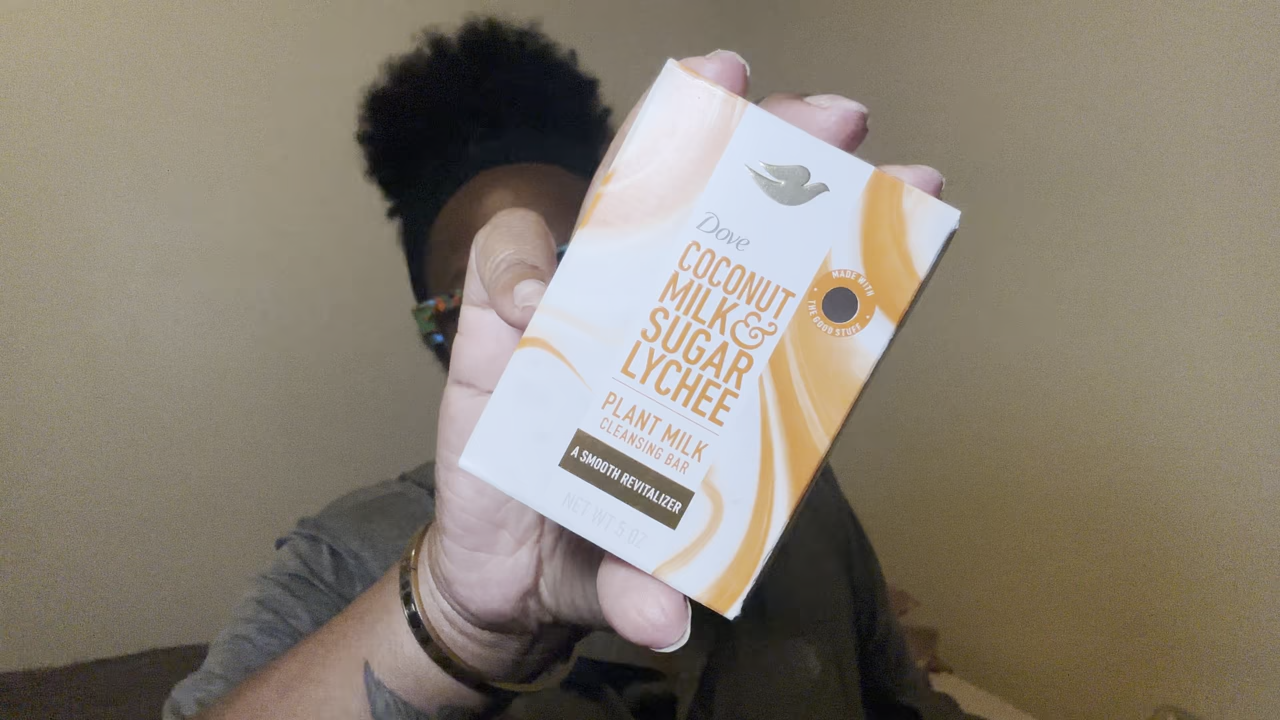 Dove
COCONUT
MILK &
SUGAR
LYCHEE
PLANT MILK
CLEANSING BAR
A SMOOTH REVITALIZER
NET WT 5 OZ
MADE WITH
THE GOOD STUFF